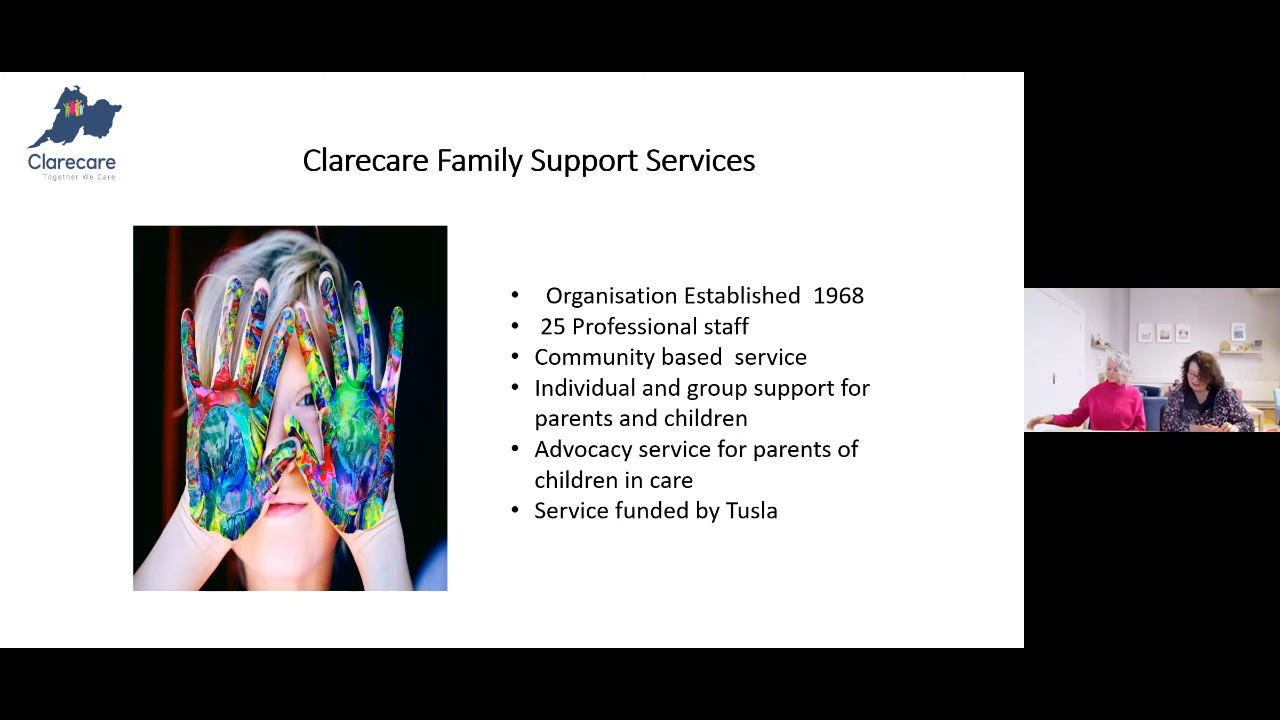 Clarecare
Together We Care
Clarecare Family Support Services
• Organisation Established 1968
• 25 Professional staff
• Community based service
• Individual and group support for
parents and children
• Advocacy service for parents of
children in care
• Service funded by Tusla